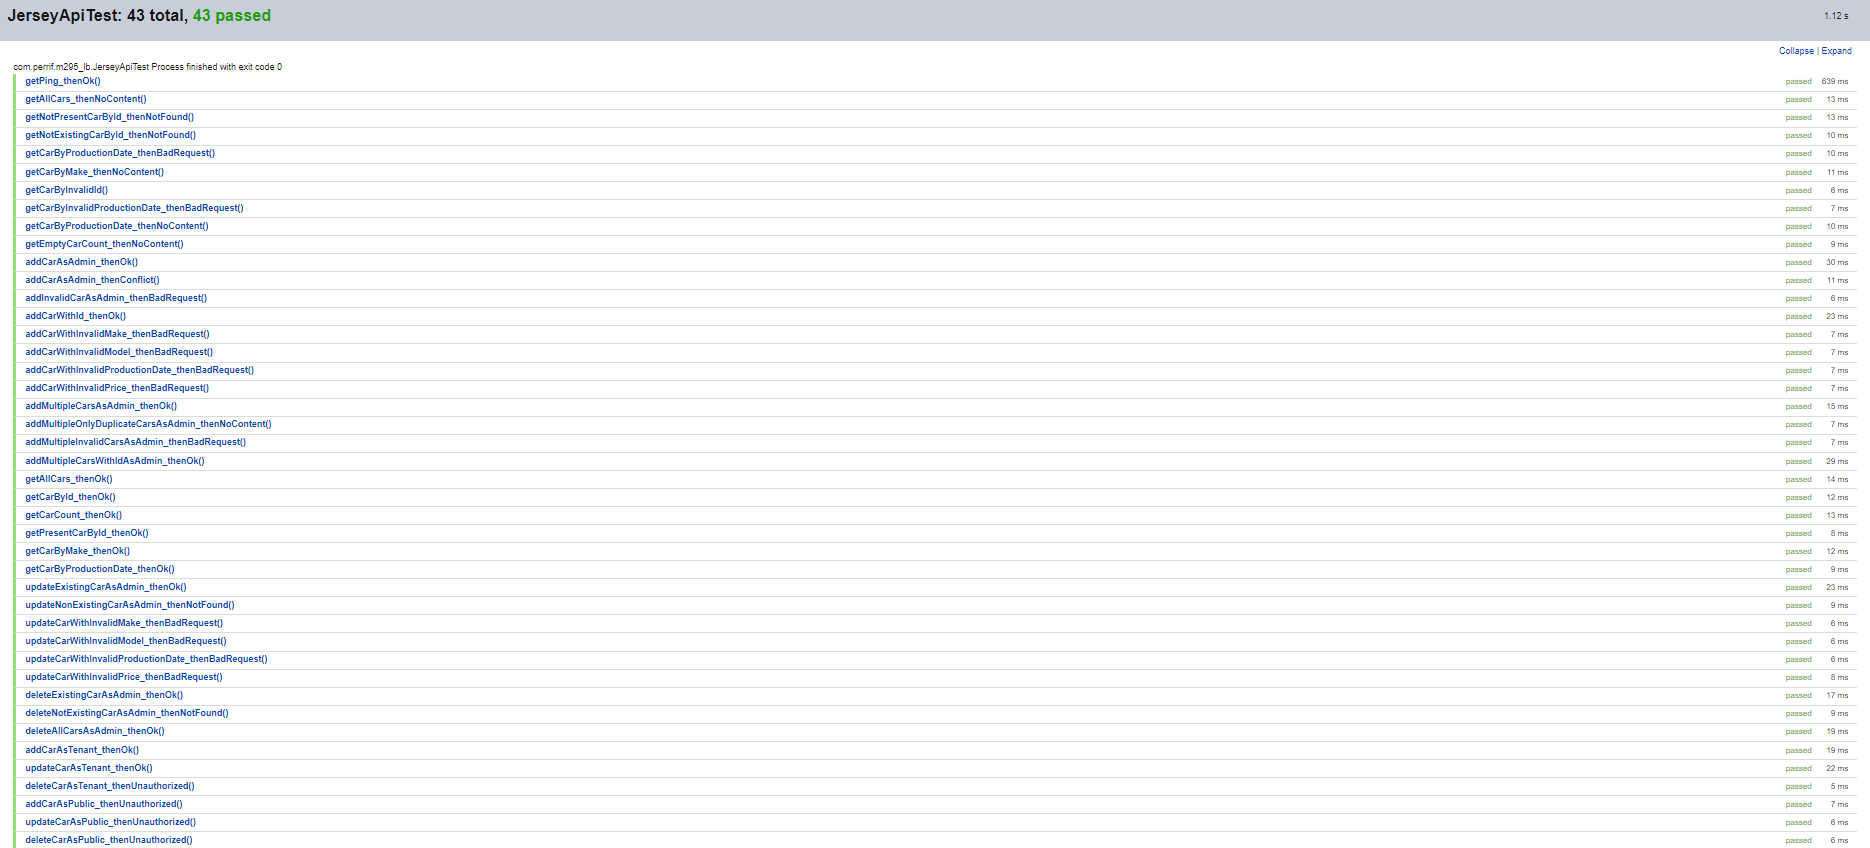 JerseyApiTest: 43 total, 43 passed 1.12 s
Collapse | Expand
com.perrif.m295_lb.JerseyApiTest Process finished with exit code 0
getPing_thenOk() passed 639 ms
getAllCars_thenNoContent() passed 13 ms
getNotPresentCarById_thenNotFound() passed 13 ms
getNotExistingCarById_thenNotFound() passed 10 ms
getCarByProductionDate_thenBadRequest() passed 10 ms
getCarByMake_thenNoContent() passed 11 ms
getCarByInvalidId() passed 6 ms
getCarByInvalidProductionDate_thenBadRequest() passed 7 ms
getCarByProductionDate_thenNoContent() passed 10 ms
getEmptyCarCount_thenNoContent() passed 9 ms
addCarAsAdmin_thenOk() passed 30 ms
addCarAsAdmin_thenConflict() passed 11 ms
addInvalidCarAsAdmin_thenBadRequest() passed 6 ms
addCarWithId_thenOk() passed 23 ms
addCarWithInvalidMake_thenBadRequest() passed 7 ms
addCarWithInvalidModel_thenBadRequest() passed 7 ms
addCarWithInvalidProductionDate_thenBadRequest() passed 7 ms
addCarWithInvalidPrice_thenBadRequest() passed 7 ms
addMultipleCarsAsAdmin_thenOk() passed 15 ms
addMultipleOnlyDuplicateCarsAsAdmin_thenNoContent() passed 7 ms
addMultipleInvalidCarsAsAdmin_thenBadRequest() passed 7 ms
addMultipleCarsWithIdAsAdmin_thenOk() passed 29 ms
getAllCars_thenOk() passed 14 ms
getCarById_thenOk() passed 12 ms
getCarCount_thenOk() passed 13 ms
getPresentCarById_thenOk() passed 8 ms
getCarByMake_thenOk() passed 12 ms
getCarByProductionDate_thenOk() passed 9 ms
updateExistingCarAsAdmin_thenOk() passed 23 ms
updateNonExistingCarAsAdmin_thenNotFound() passed 9 ms
updateCarWithInvalidMake_thenBadRequest() passed 6 ms
updateCarWithInvalidModel_thenBadRequest() passed 6 ms
updateCarWithInvalidProductionDate_thenBadRequest() passed 6 ms
updateCarWithInvalidPrice_thenBadRequest() passed 8 ms
deleteExistingCarAsAdmin_thenOk() passed 17 ms
deleteNotExistingCarAsAdmin_thenNotFound() passed 9 ms
deleteAllCarsAsAdmin_thenOk() passed 19 ms
addCarAsTenant_thenOk() passed 19 ms
updateCarAsTenant_thenOk() passed 22 ms
deleteCarAsTenant_thenUnauthorized() passed 5 ms
addCarAsPublic_thenUnauthorized() passed 7 ms
updateCarAsPublic_thenUnauthorized() passed 6 ms
deleteCarAsPublic_thenUnauthorized() passed 6 ms